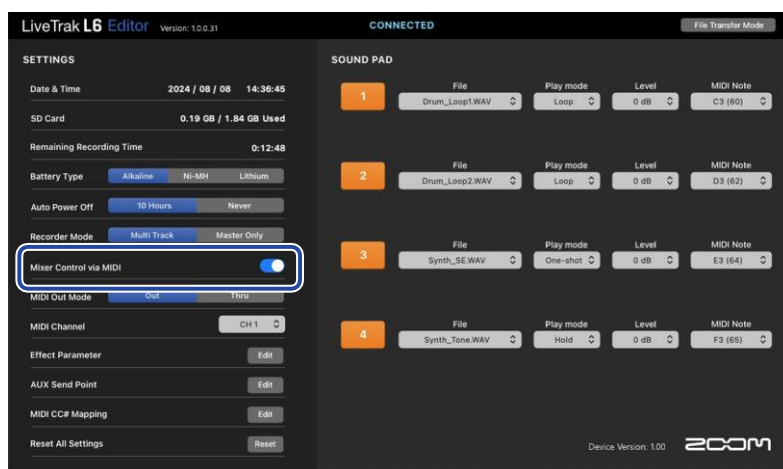 LiveTrak L6 Editor Version: 1.0.0.31 CONNECTED File Transfer Mode
SETTINGS
Date & Time 2024 / 08 / 08 14:36:45
SD Card 0.19 GB / 1.84 GB Used
Remaining Recording Time 0:12:48
Battery Type Alkaline Ni-MH Lithium
Auto Power Off 10 Hours Never
Recorder Mode Multi Track Master Only
Mixer Control via MIDI
MIDI Out Mode Out Thru
MIDI Channel CH 1
Effect Parameter Edit
AUX Send Point Edit
MIDI CC# Mapping Edit
Reset All Settings Reset
SOUND PAD
File Play mode Level MIDI Note
1 Drum_Loop1.WAV Loop 0 dB C3 (60)
File Play mode Level MIDI Note
2 Drum_Loop2.WAV Loop 0 dB D3 (62)
File Play mode Level MIDI Note
3 Synth_SE.WAV One-shot 0 dB E3 (64)
File Play mode Level MIDI Note
4 Synth_Tone.WAV Hold 0 dB F3 (65)
Device Version: 1.00 ZOOM